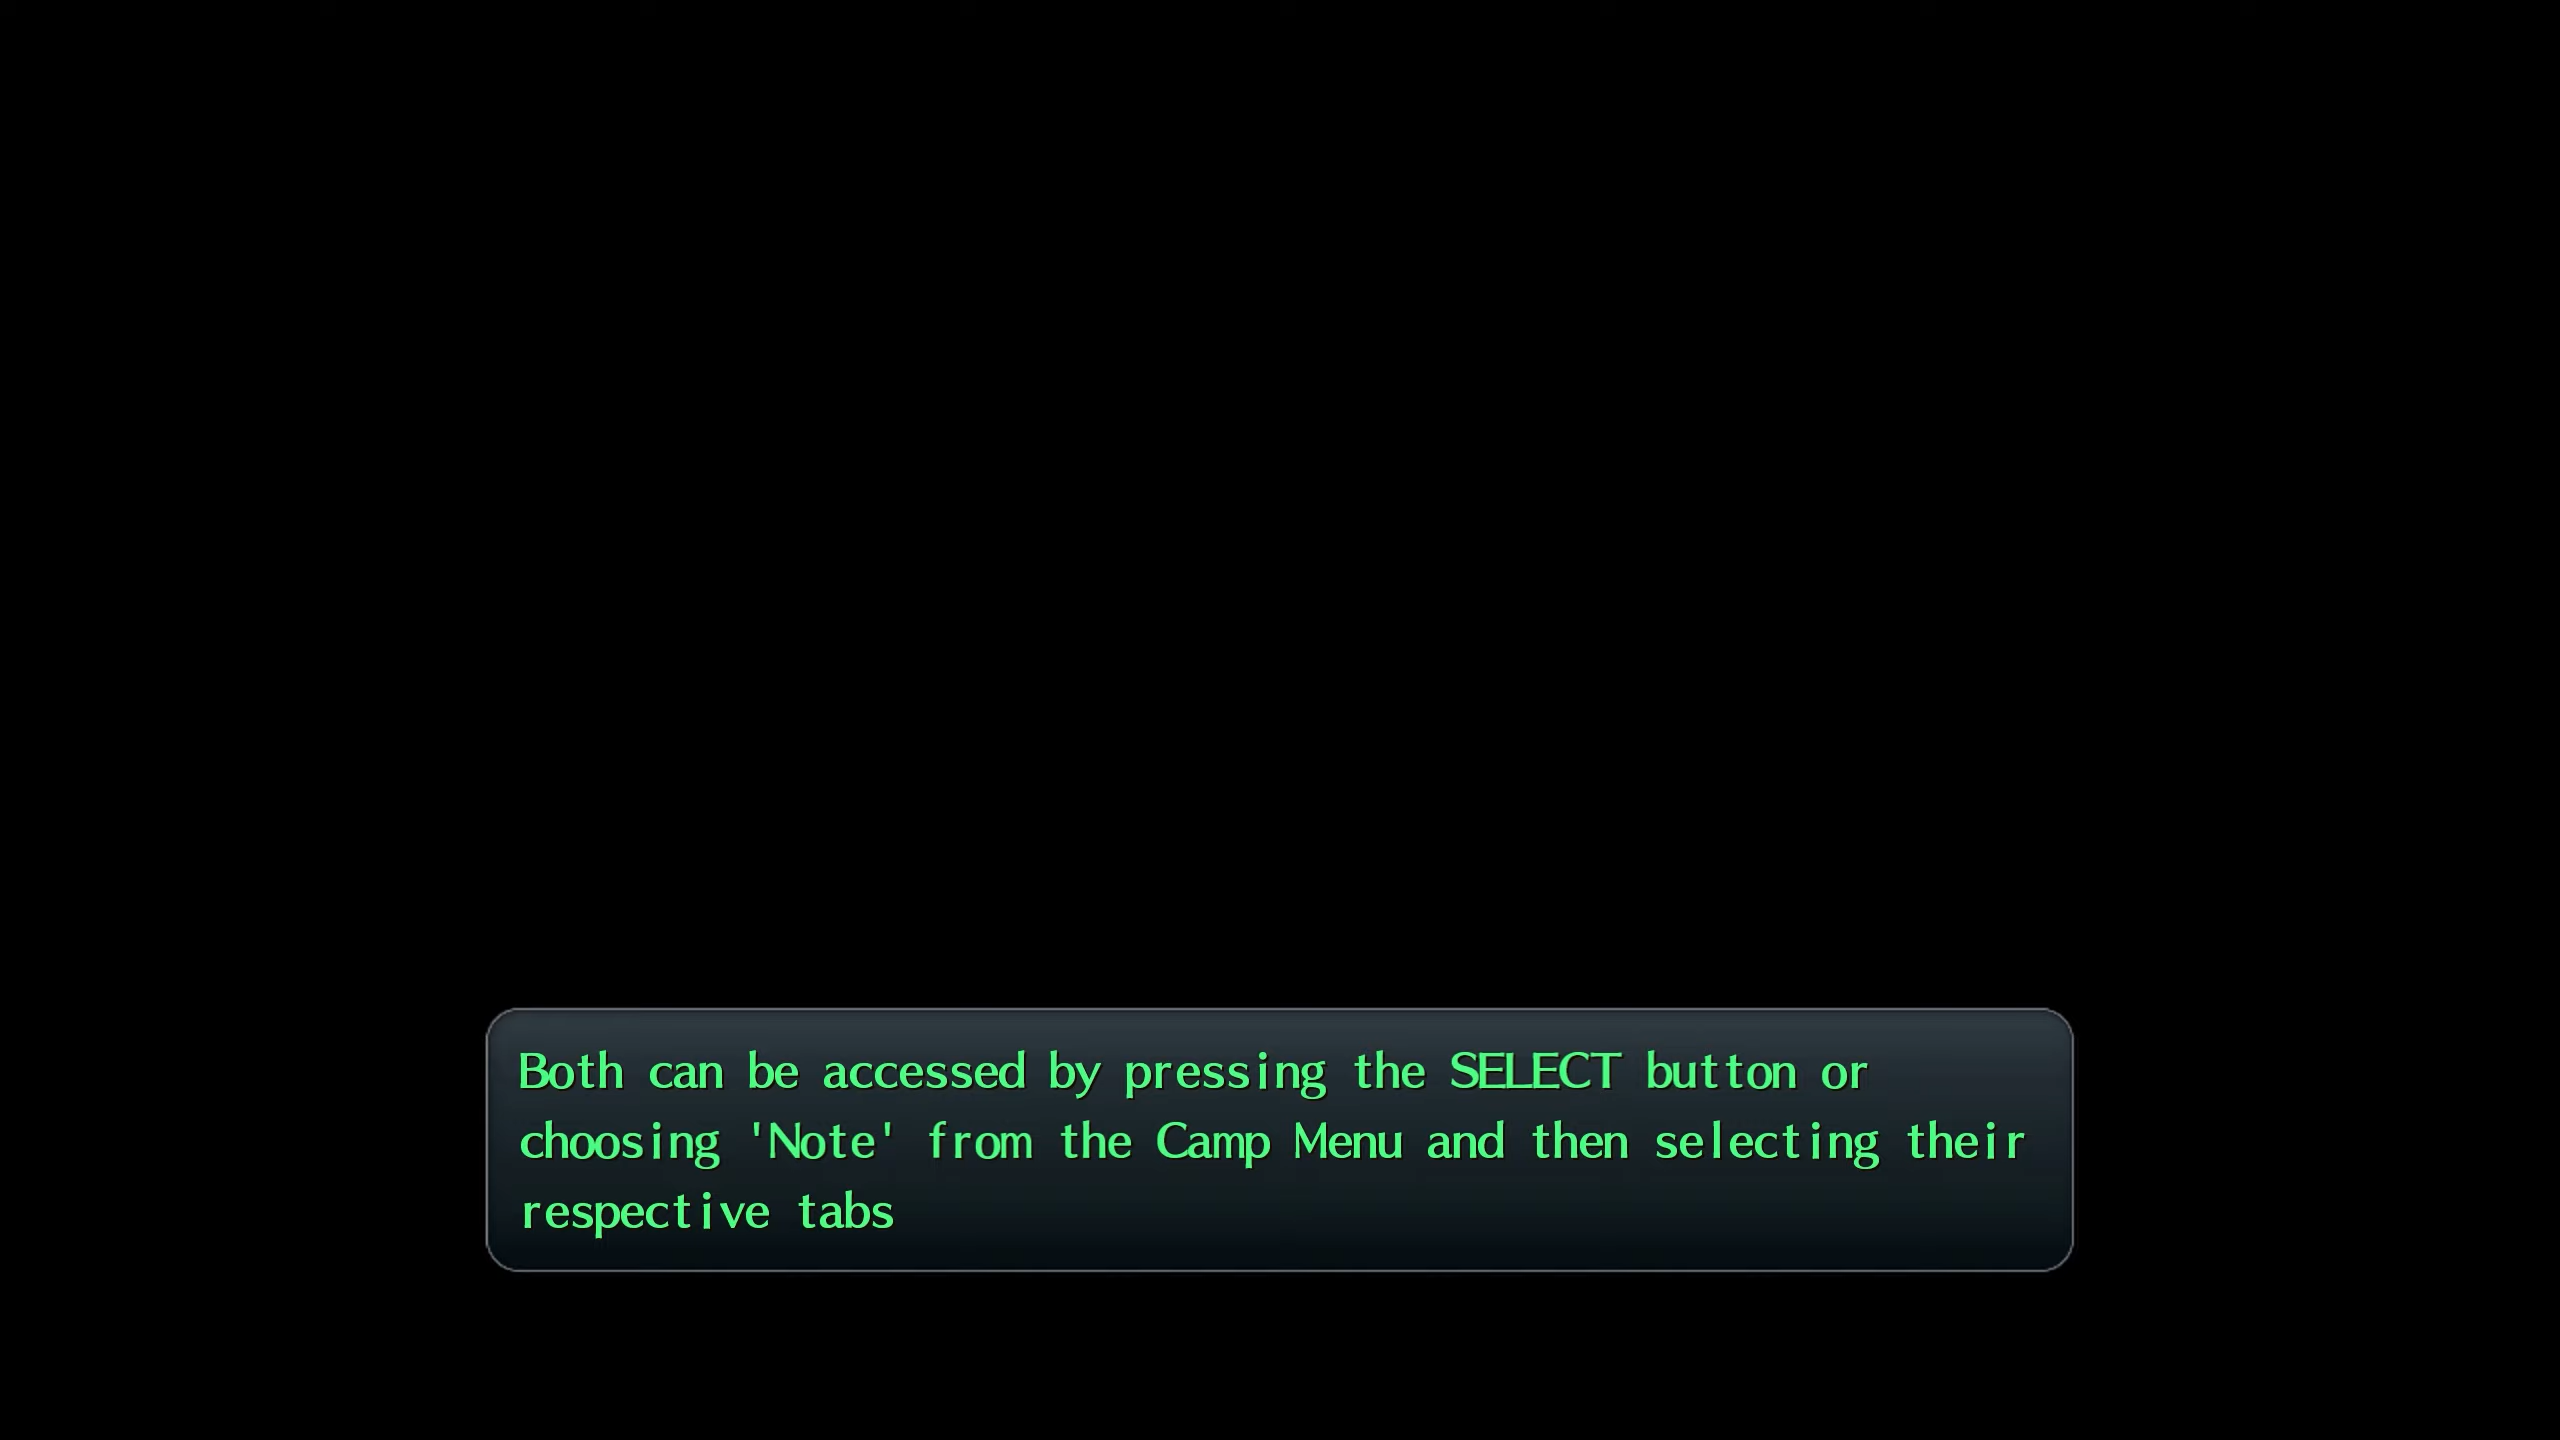 Both can be accessed by pressing the SELECT button or
choosing 'Note' from the Camp Menu and then selecting their
respective tabs